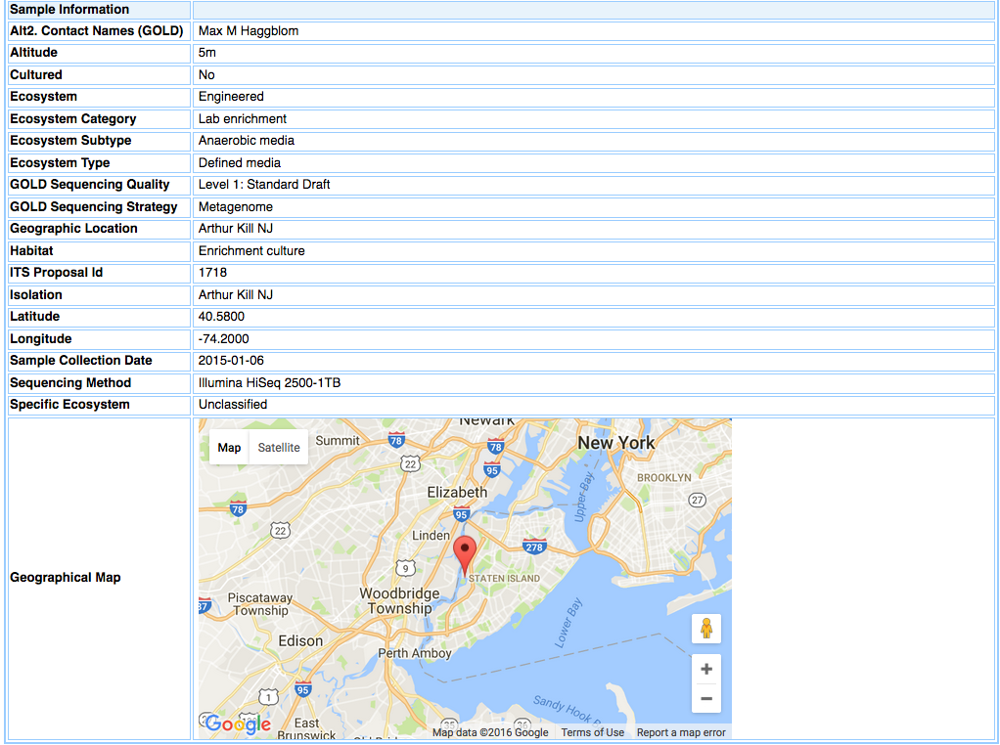 Sample Information
Alt2. Contact Names (GOLD) Max M Haggblom
Altitude 5m
Cultured No
Ecosystem Engineered
Ecosystem Category Lab enrichment
Ecosystem Subtype Anaerobic media
Ecosystem Type Defined media
GOLD Sequencing Quality Level 1: Standard Draft
GOLD Sequencing Strategy Metagenome
Geographic Location Arthur Kill NJ
Habitat Enrichment culture
ITS Proposal Id 1718
Isolation Arthur Kill NJ
Latitude 40.5800
Longitude -74.2000
Sample Collection Date 2015-01-06
Sequencing Method Illumina HiSeq 2500-1TB
Specific Ecosystem Unclassified
Geographical Map
Newark
Map Satellite
Summit
78
78
New York
22
95
BROOKLYN
Elizabeth
27
78
95
Upper Bay
22
Linden
278
9
STATEN ISLAND
Woodbridge
Township
Piscataway
Township
Lower Bay
Edison
Perth Amboy
95
1
Sandy Hook
East
Brunswick
Google
Map data ©2016 Google Terms of Use Report a map error